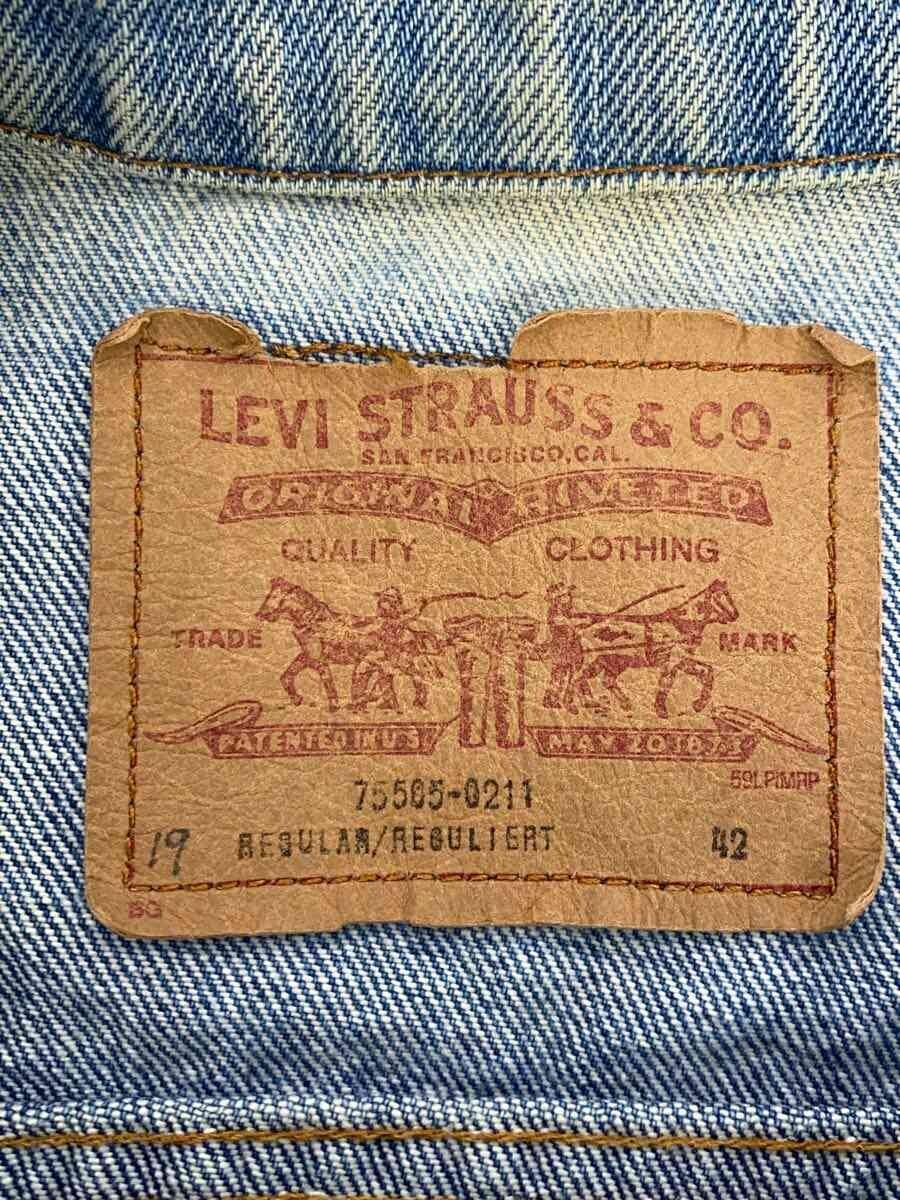 LEVI STRAUSS & CO.
SAN FRANCISCO, CAL.
ORIGINAL RIVETED
QUALITY CLOTHING
TRADE MARK
PATENTED IN U S MAY 20 1873
75505-0211
19 REGULAR/REGULIERT 42